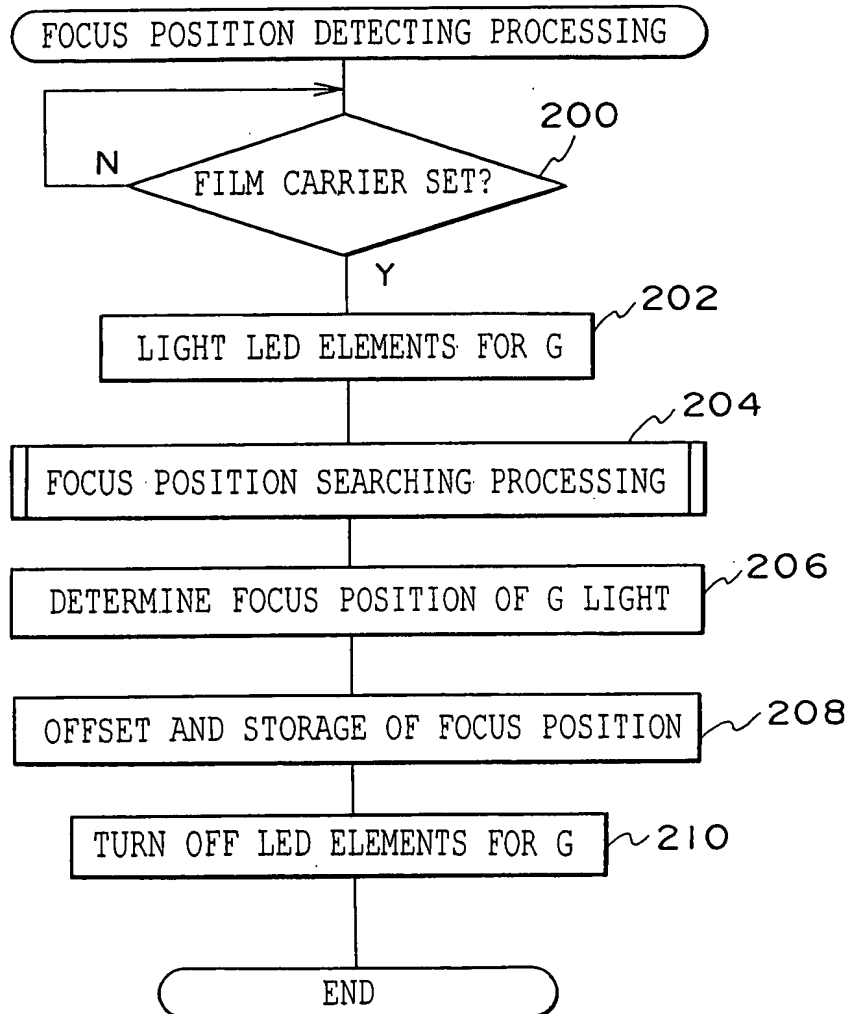 FOCUS POSITION DETECTING PROCESSING
200
N
FILM CARRIER SET?
Y
202
LIGHT LED ELEMENTS FOR G
204
FOCUS POSITION SEARCHING PROCESSING
206
DETERMINE FOCUS POSITION OF G LIGHT
208
OFFSET AND STORAGE OF FOCUS POSITION
210
TURN OFF LED ELEMENTS FOR G
END